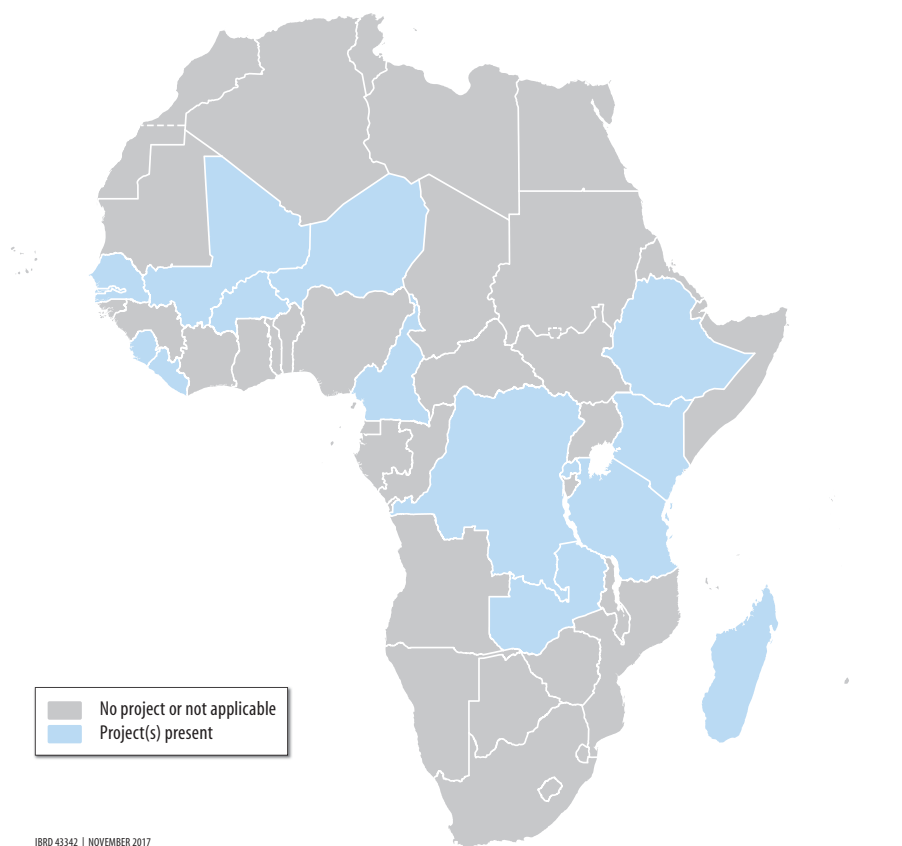 No project or not applicable
Project(s) present
IBRD 43342 | NOVEMBER 2017